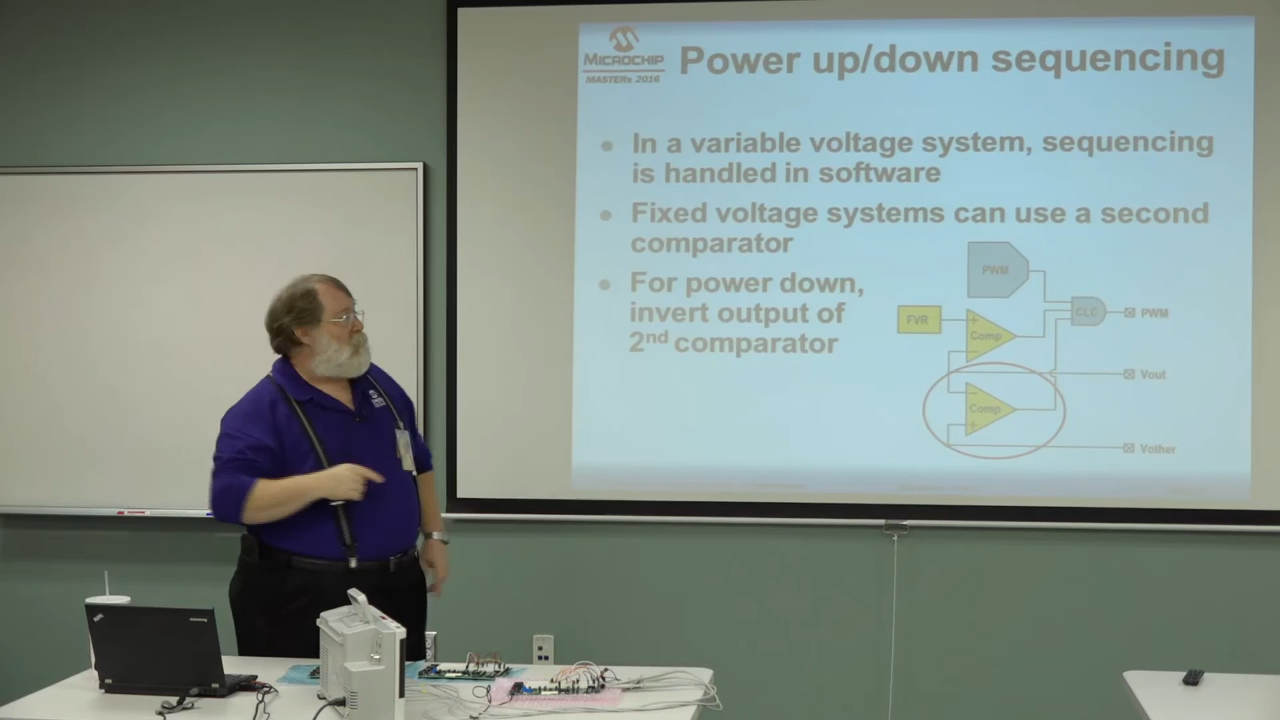 MICROCHIP
MASTERs 2016
Power up/down sequencing
In a variable voltage system, sequencing
is handled in software
Fixed voltage systems can use a second
comparator
For power down,
invert output of
2nd comparator
PWM
FVR
Comp
CLC
PWM
Vout
Comp
Vother